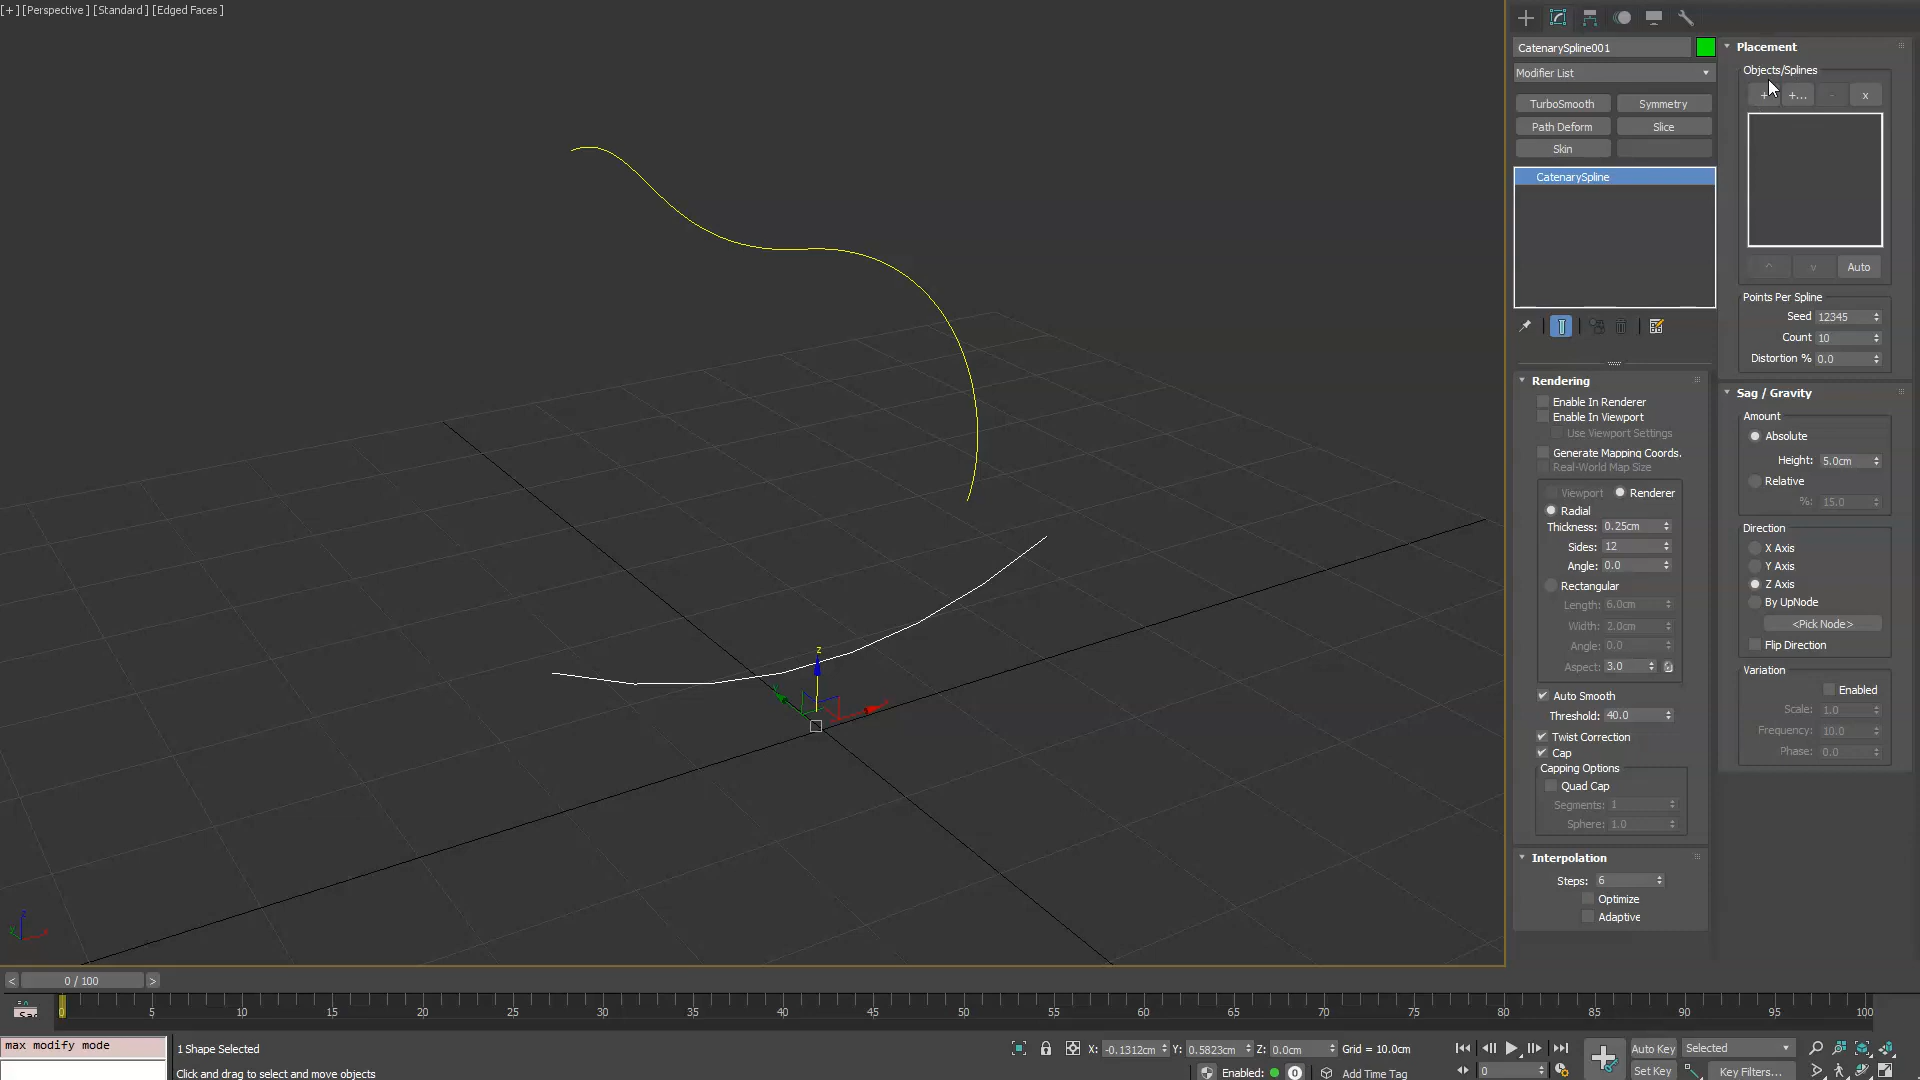 [+] [Perspective ] [Standard ] [Edged Faces ]
z
z
CatenarySpline001
Modifier List
TurboSmooth
Symmetry
Path Deform
Slice
Skin
CatenarySpline
Rendering
Enable In Renderer
Enable In Viewport
Use Viewport Settings
Generate Mapping Coords.
Real-World Map Size
Viewport Renderer
Radial
Thickness: 0.25cm
Sides: 12
Angle: 0.0
Rectangular
Length: 6.0cm
Width: 2.0cm
Angle: 0.0
Aspect: 3.0
Auto Smooth
Threshold: 40.0
Twist Correction
Cap
Capping Options
Quad Cap
Segments: 1
Sphere: 1.0
Interpolation
Steps: 6
Optimize
Adaptive
Placement
Objects/Splines
+ +... - x
^ v Auto
Points Per Spline
Seed 12345
Count 10
Distortion % 0.0
Sag / Gravity
Amount
Absolute
Height: 5.0cm
Relative
%: 15.0
Direction
X Axis
Y Axis
Z Axis
By UpNode
<Pick Node>
Flip Direction
Variation
Enabled
Scale: 1.0
Frequency: 10.0
Phase: 0.0
< 0 / 100 >
0 5 10 15 20 25 30 35 40 45 50 55 60 65 70 75 80 85 90 95 100
max modify mode
1 Shape Selected
Click and drag to select and move objects
X: -0.1312cm Y: 0.5823cm Z: 0.0cm Grid = 10.0cm
Enabled: 0 Add Time Tag
0
Auto Key Selected
Set Key Key Filters...